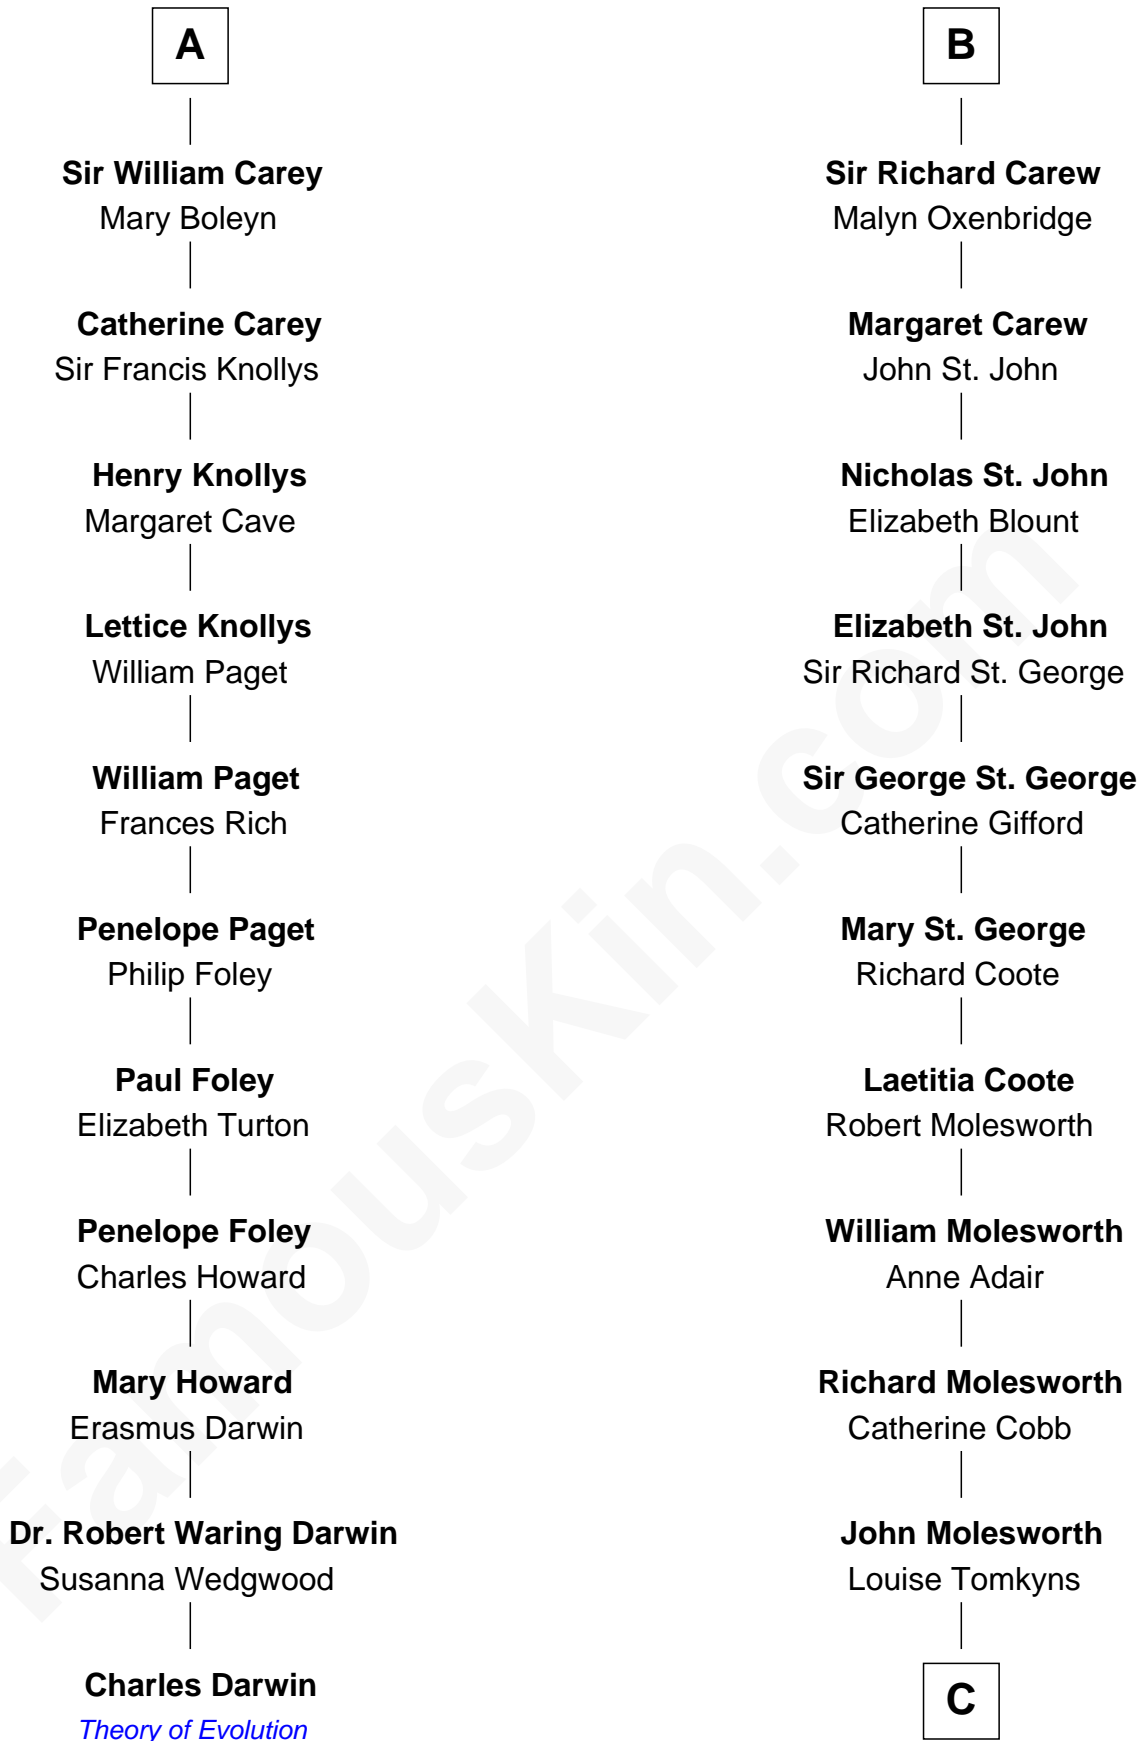 A
Sir William Carey
Mary Boleyn
Catherine Carey
Sir Francis Knollys
Henry Knollys
Margaret Cave
Lettice Knollys
William Paget
William Paget
Frances Rich
Penelope Paget
Philip Foley
Paul Foley
Elizabeth Turton
Penelope Foley
Charles Howard
Mary Howard
Erasmus Darwin
Dr. Robert Waring Darwin
Susanna Wedgwood
Charles Darwin
Theory of Evolution
B
Sir Richard Carew
Malyn Oxenbridge
Margaret Carew
John St. John
Nicholas St. John
Elizabeth Blount
Elizabeth St. John
Sir Richard St. George
Sir George St. George
Catherine Gifford
Mary St. George
Richard Coote
Laetitia Coote
Robert Molesworth
William Molesworth
Anne Adair
Richard Molesworth
Catherine Cobb
John Molesworth
Louise Tomkyns
C
FamousKin.com